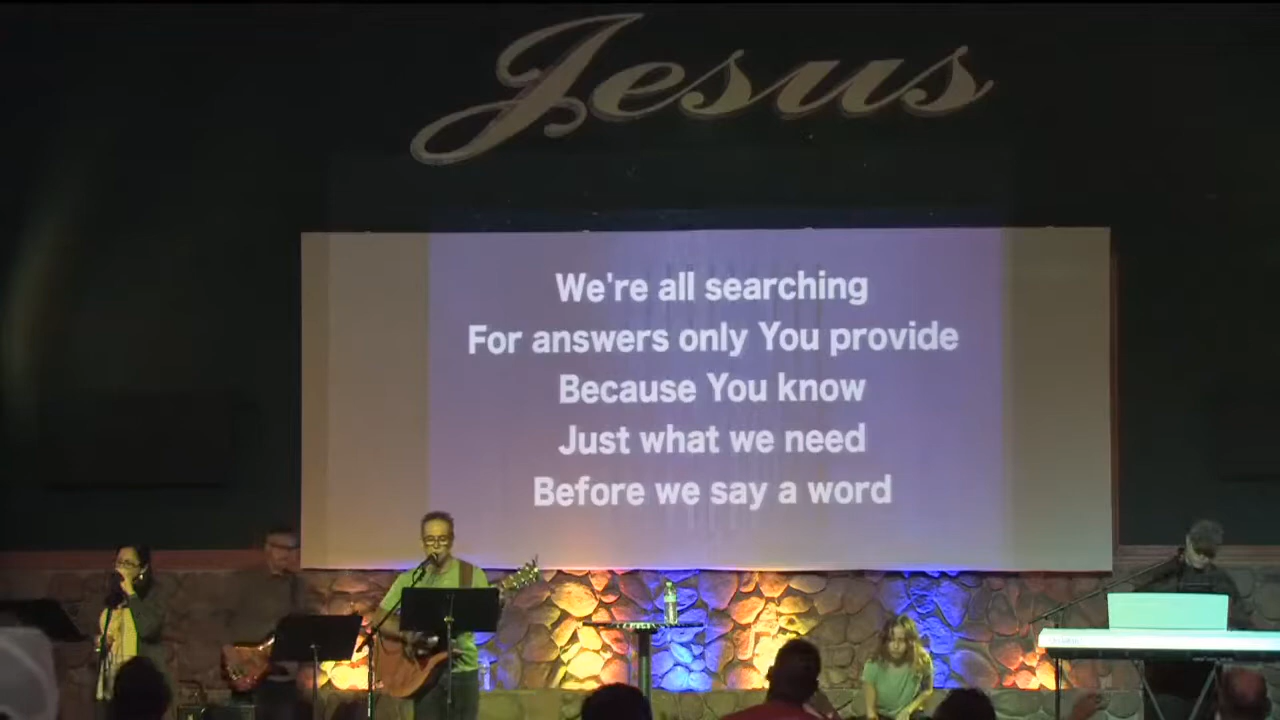 Jesus
We're all searching
For answers only You provide
Because You know
Just what we need
Before we say a word